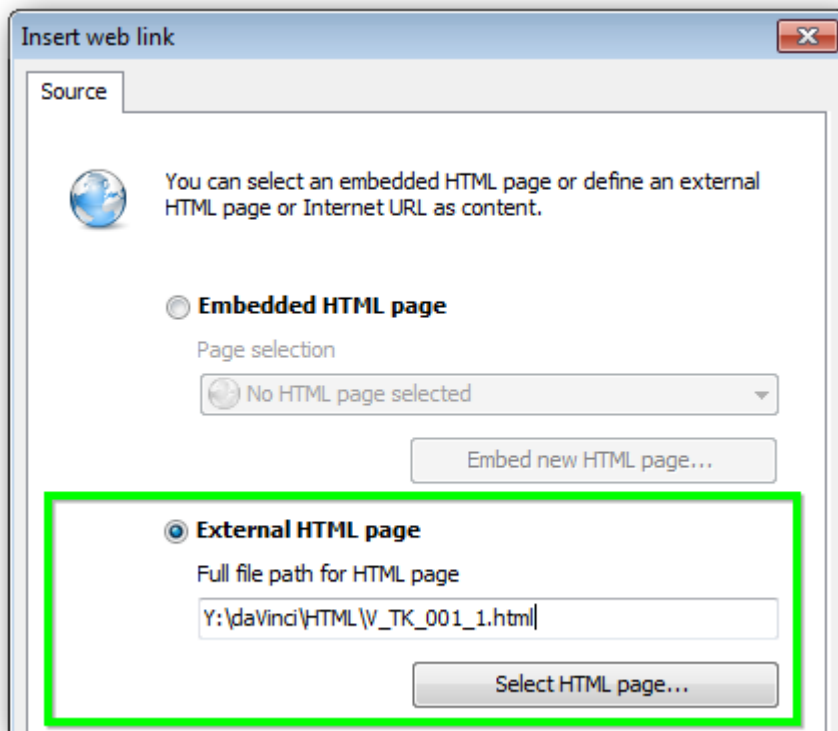 Insert web link
Source
You can select an embedded HTML page or define an external
HTML page or Internet URL as content.
Embedded HTML page
Page selection
No HTML page selected
Embed new HTML page...
External HTML page
Full file path for HTML page
Y:\daVinci\HTML\V_TK_001_1.html
Select HTML page...